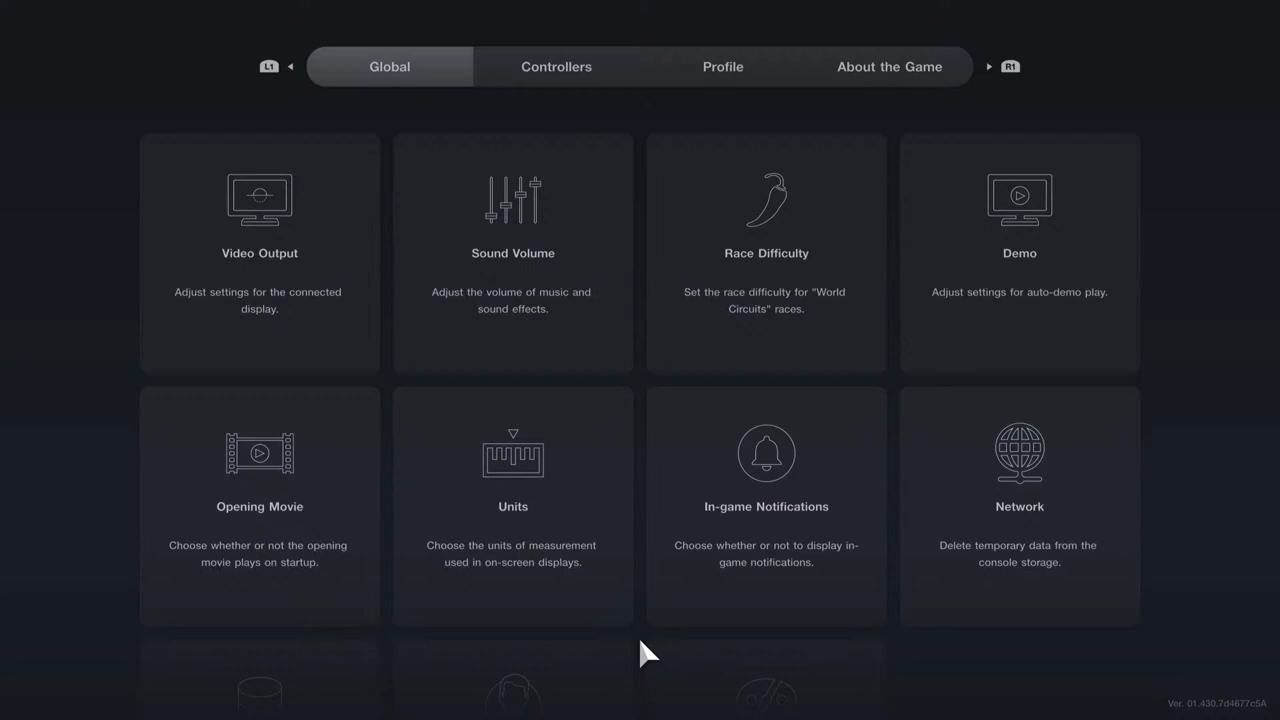 L1 Global Controllers Profile About the Game R1
Video Output
Adjust settings for the connected
display.
Sound Volume
Adjust the volume of music and
sound effects.
Race Difficulty
Set the race difficulty for "World
Circuits" races.
Demo
Adjust settings for auto-demo play.
Opening Movie
Choose whether or not the opening
movie plays on startup.
Units
Choose the units of measurement
used in on-screen displays.
In-game Notifications
Choose whether or not to display in-
game notifications.
Network
Delete temporary data from the
console storage.
Ver. 01.430.7d4677c5A